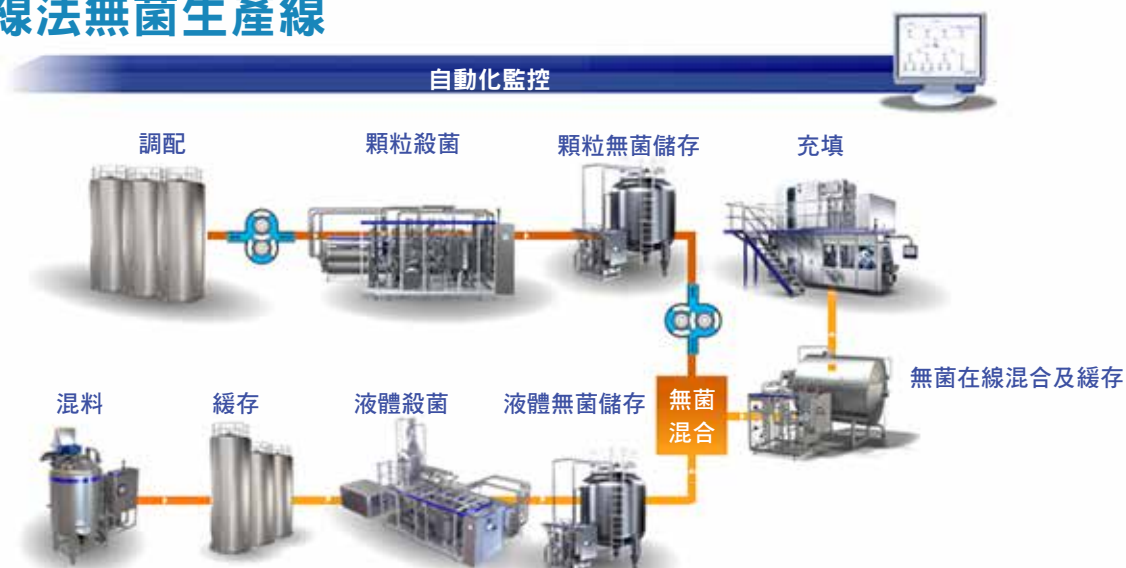 線法無菌生產線
自動化監控
調配
顆粒殺菌
顆粒無菌儲存
充填
無菌在線混合及緩存
混料
緩存
液體殺菌
液體無菌儲存
無菌
混合